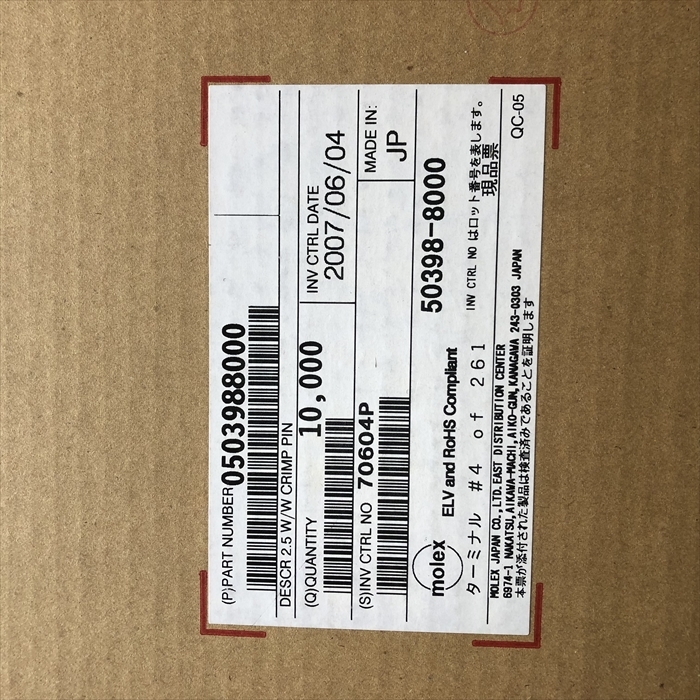 (P)PART NUMBER 0503988000
DESCR 2.5 W/W CRIMP PIN
(Q)QUANTITY 10,000
INV CTRL DATE
2007/06/04
(S)INV CTRL NO 70604P
MADE IN:
JP
molex ELV and RoHS Compliant 50398-8000
ターミナル #4 of 261
INV CTRL NO はロット番号を表します。
現品票
MOLEX JAPAN CO.,LTD.EAST DISTRIBUTION CENTER
6974-1 NAKATSU,AIKAWA-MACHI,AIKO-GUN,KANAGAWA 243-0303 JAPAN
本票が添付された製品は検査済みであることを証明します
QC-05